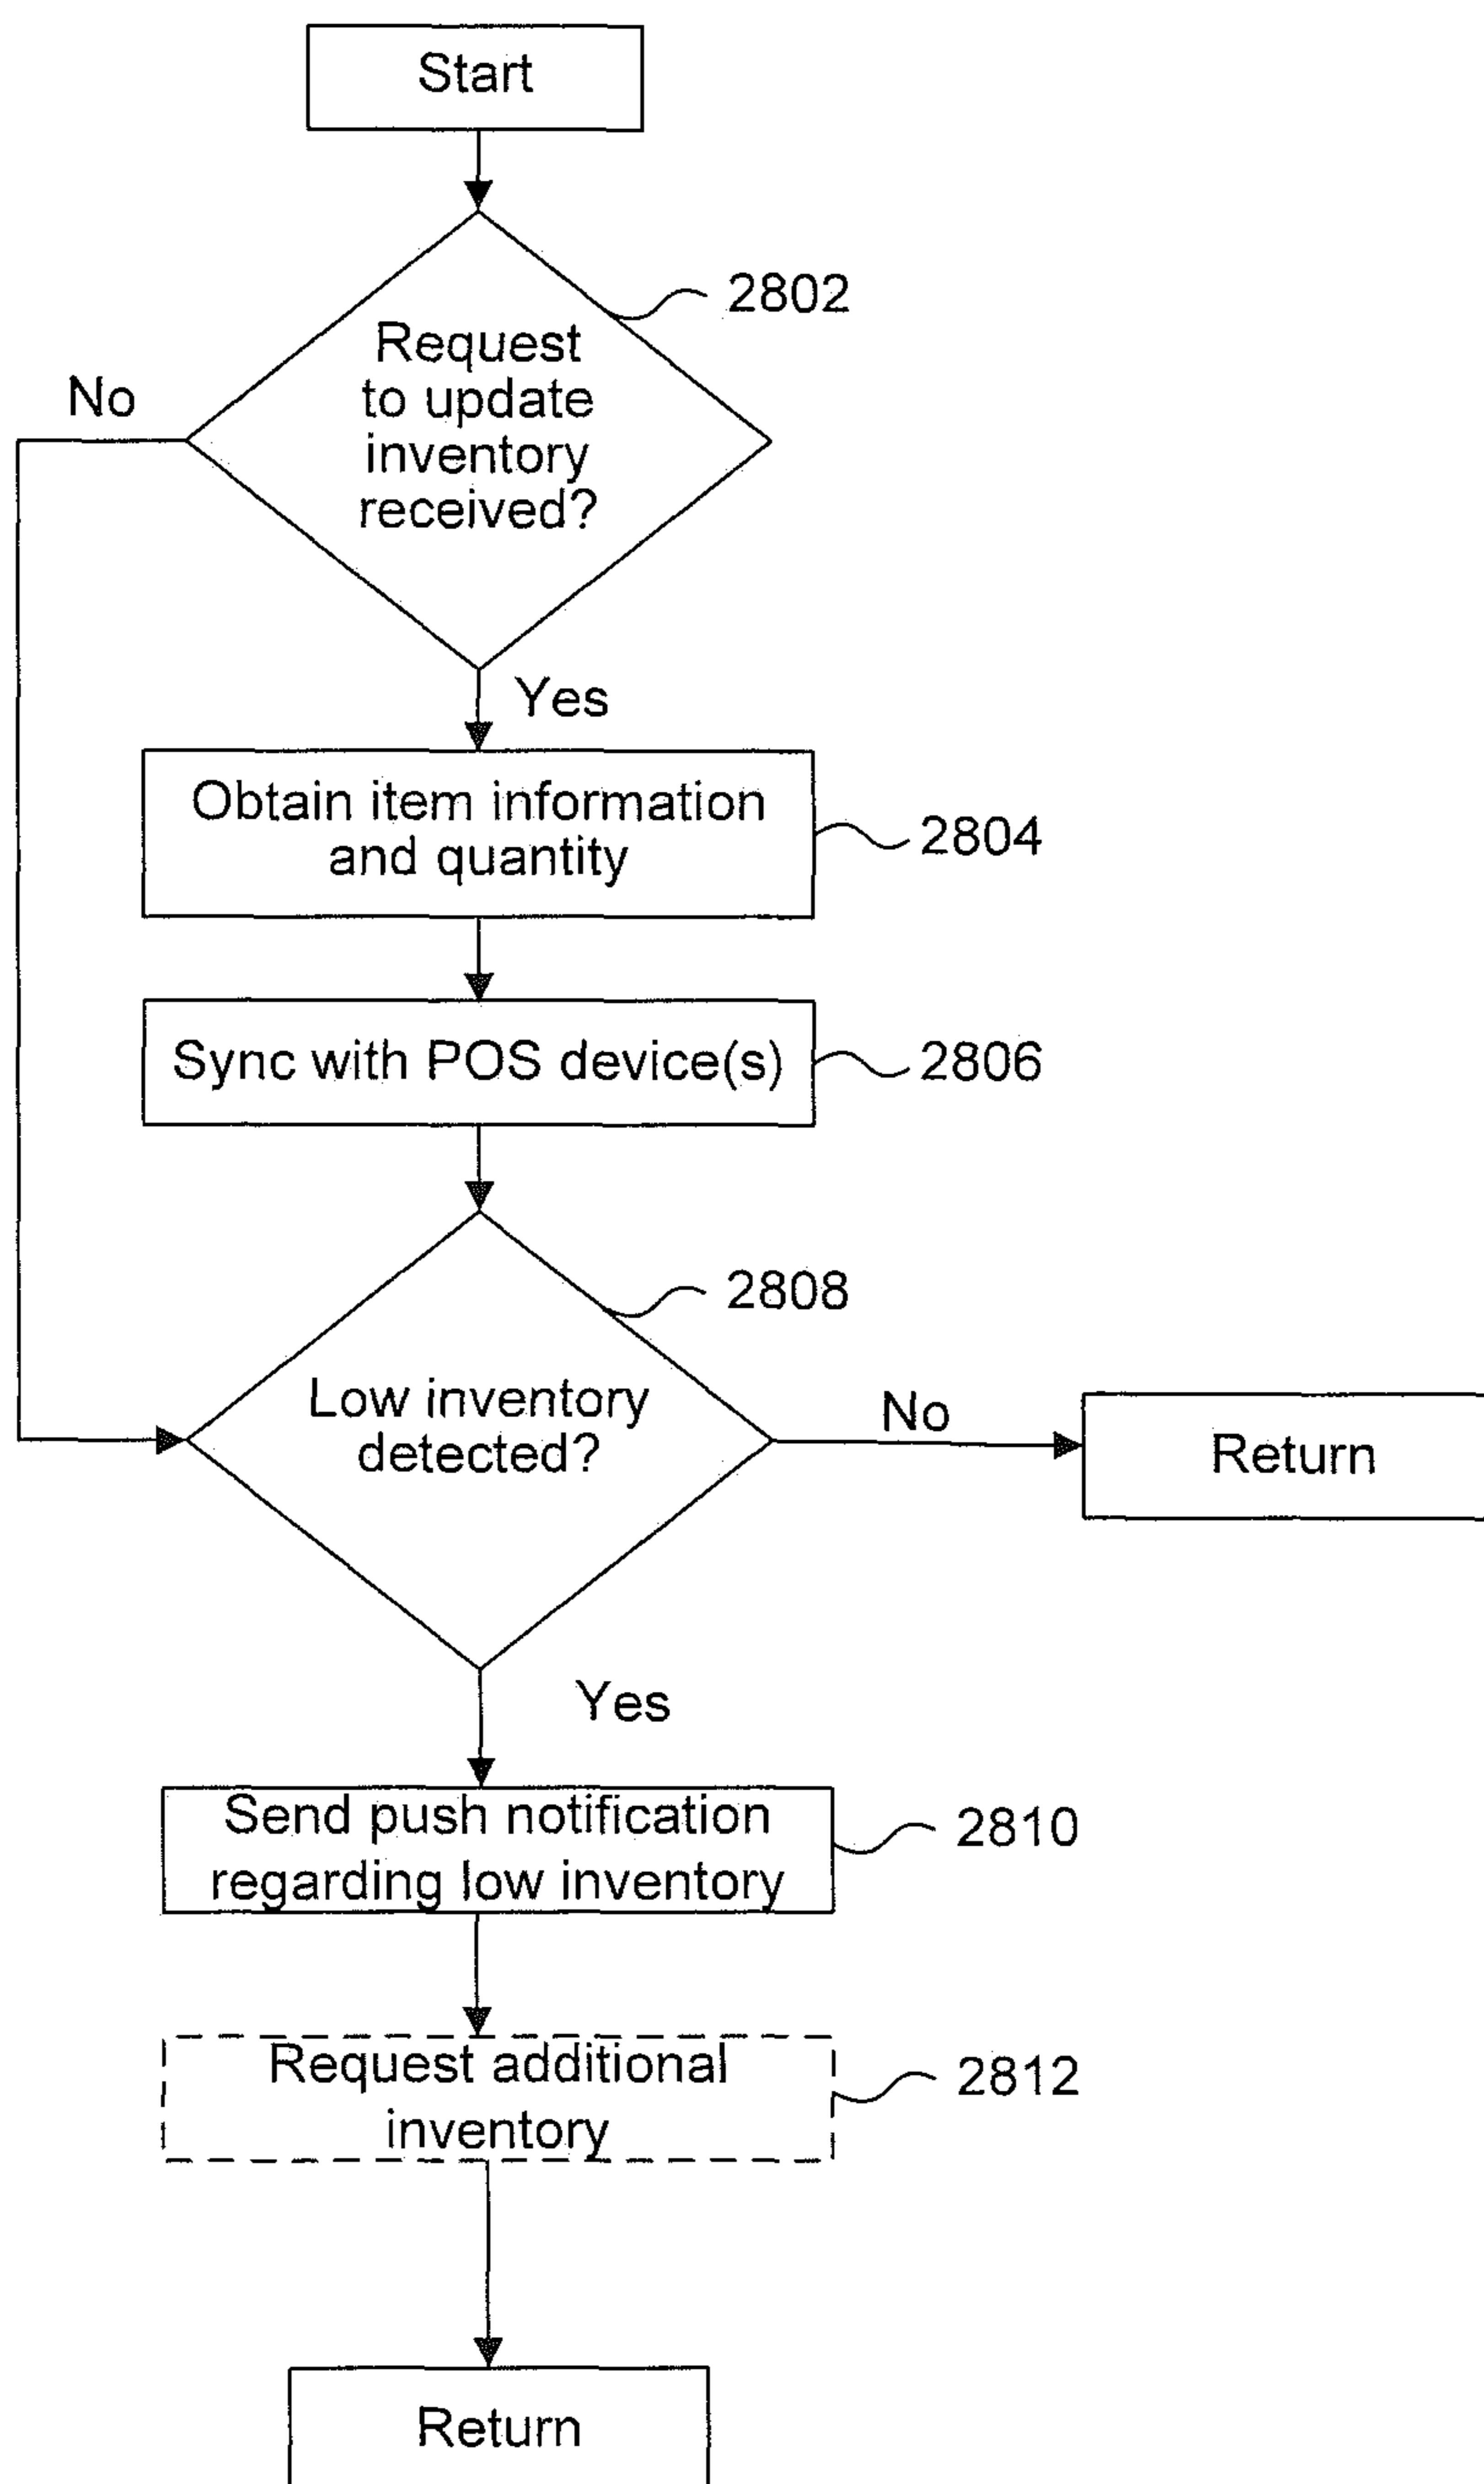 Start
2802
Request
to update
inventory
received?
No
Yes
Obtain item information
and quantity
2804
Sync with POS device(s)
2806
2808
Low inventory
detected?
No
Return
Yes
Send push notification
regarding low inventory
2810
Request additional
inventory
2812
Return